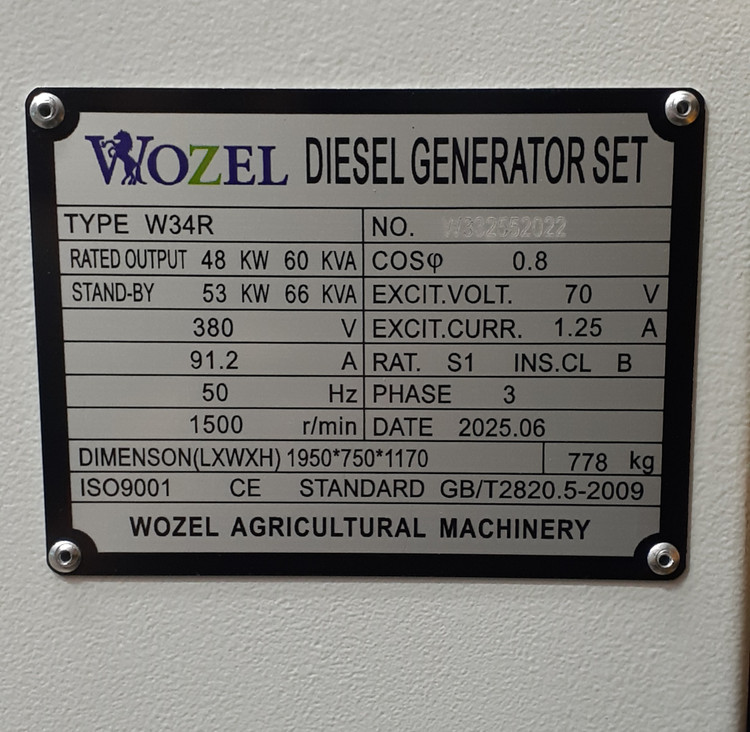 WOZEL DIESEL GENERATOR SET
TYPE W34R NO.
RATED OUTPUT 48 KW 60 KVA COSφ 0.8
STAND-BY 53 KW 66 KVA EXCIT.VOLT. 70 V
380 V EXCIT.CURR. 1.25 A
91.2 A RAT. S1 INS.CL B
50 Hz PHASE 3
1500 r/min DATE 2025.06
DIMENSON(LXWXH) 1950*750*1170 778 kg
ISO9001 CE STANDARD GB/T2820.5-2009
WOZEL AGRICULTURAL MACHINERY